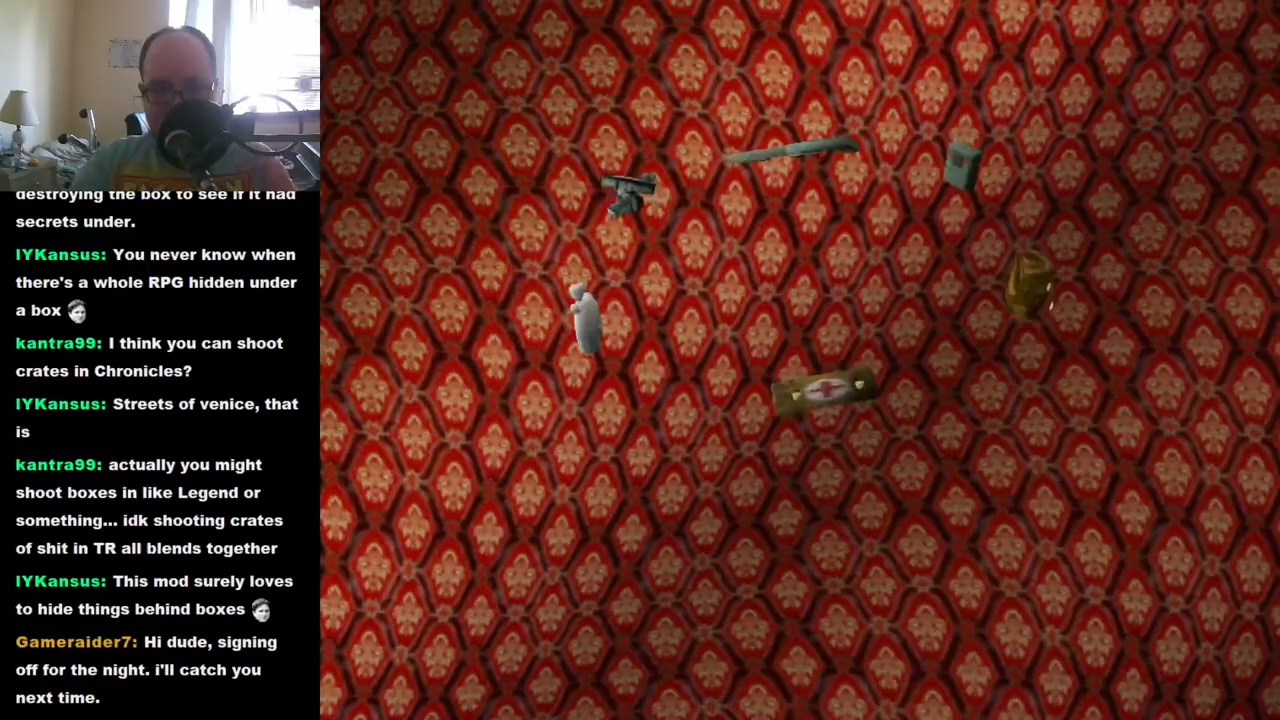 destroying the box to see if it had
secrets under.
IYKansus: You never know when
there's a whole RPG hidden under
a box
kantra99: I think you can shoot
crates in Chronicles?
IYKansus: Streets of venice, that
is
kantra99: actually you might
shoot boxes in like Legend or
something... idk shooting crates
of shit in TR all blends together
IYKansus: This mod surely loves
to hide things behind boxes
Gameraider7: Hi dude, signing
off for the night. i'll catch you
next time.